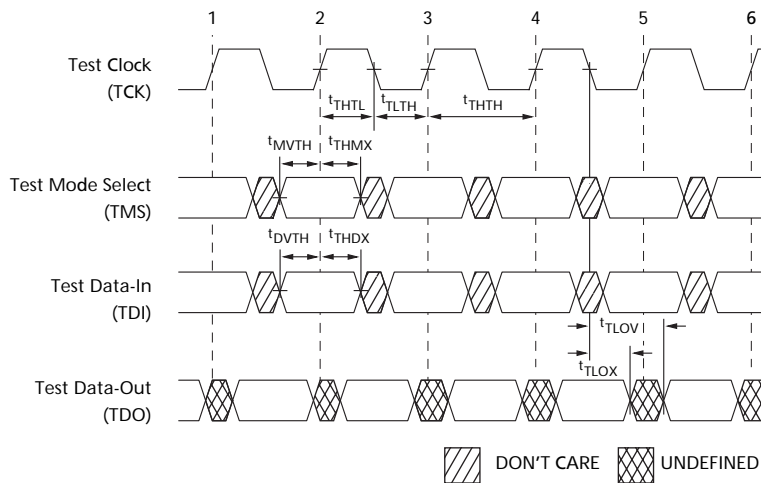 1 2 3 4 5 6
Test Clock
(TCK)
tTHTL tTLTH tTHTH
tMVTH tTHMX
Test Mode Select
(TMS)
tDVTH tTHDX
Test Data-In
(TDI)
tTLOV
tTLOX
Test Data-Out
(TDO)
DON'T CARE UNDEFINED